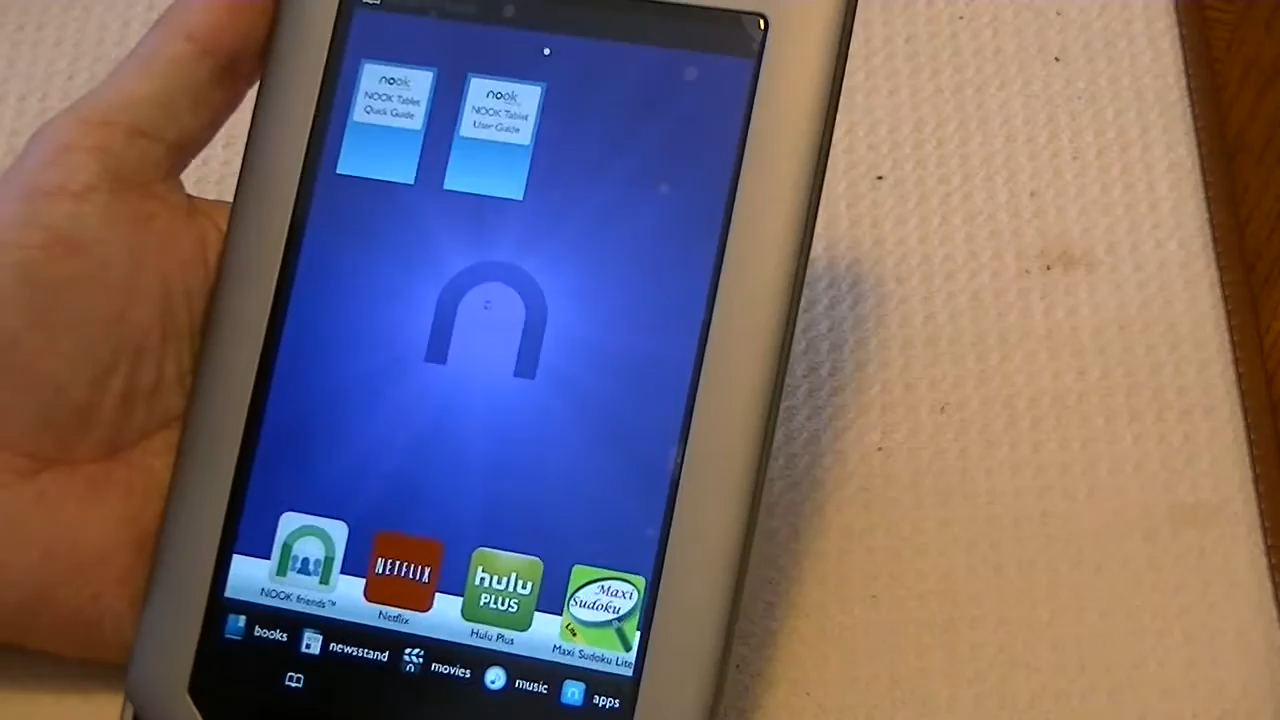 nook
NOOK Tablet
Quick Guide
nook
NOOK Tablet
User Guide
NOOK friends™
NETFLIX
Netflix
hulu
PLUS
Hulu Plus
Maxi
Sudoku
Lite
Maxi Sudoku Lite
books
newsstand
movies
music
apps